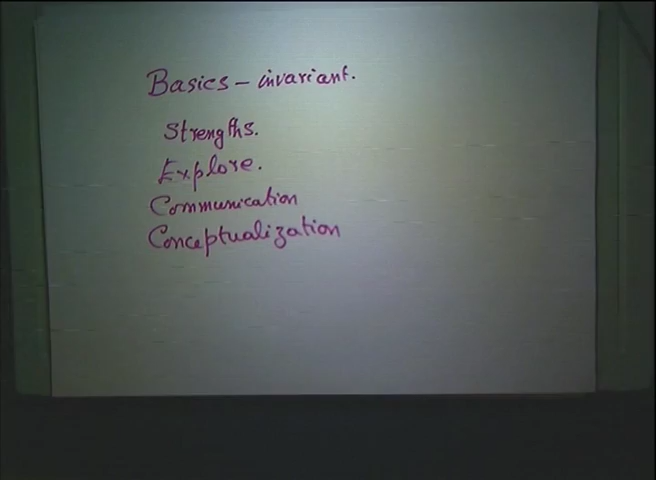 Basics - invariant.
Strengths.
Explore.
Communication
Conceptualization